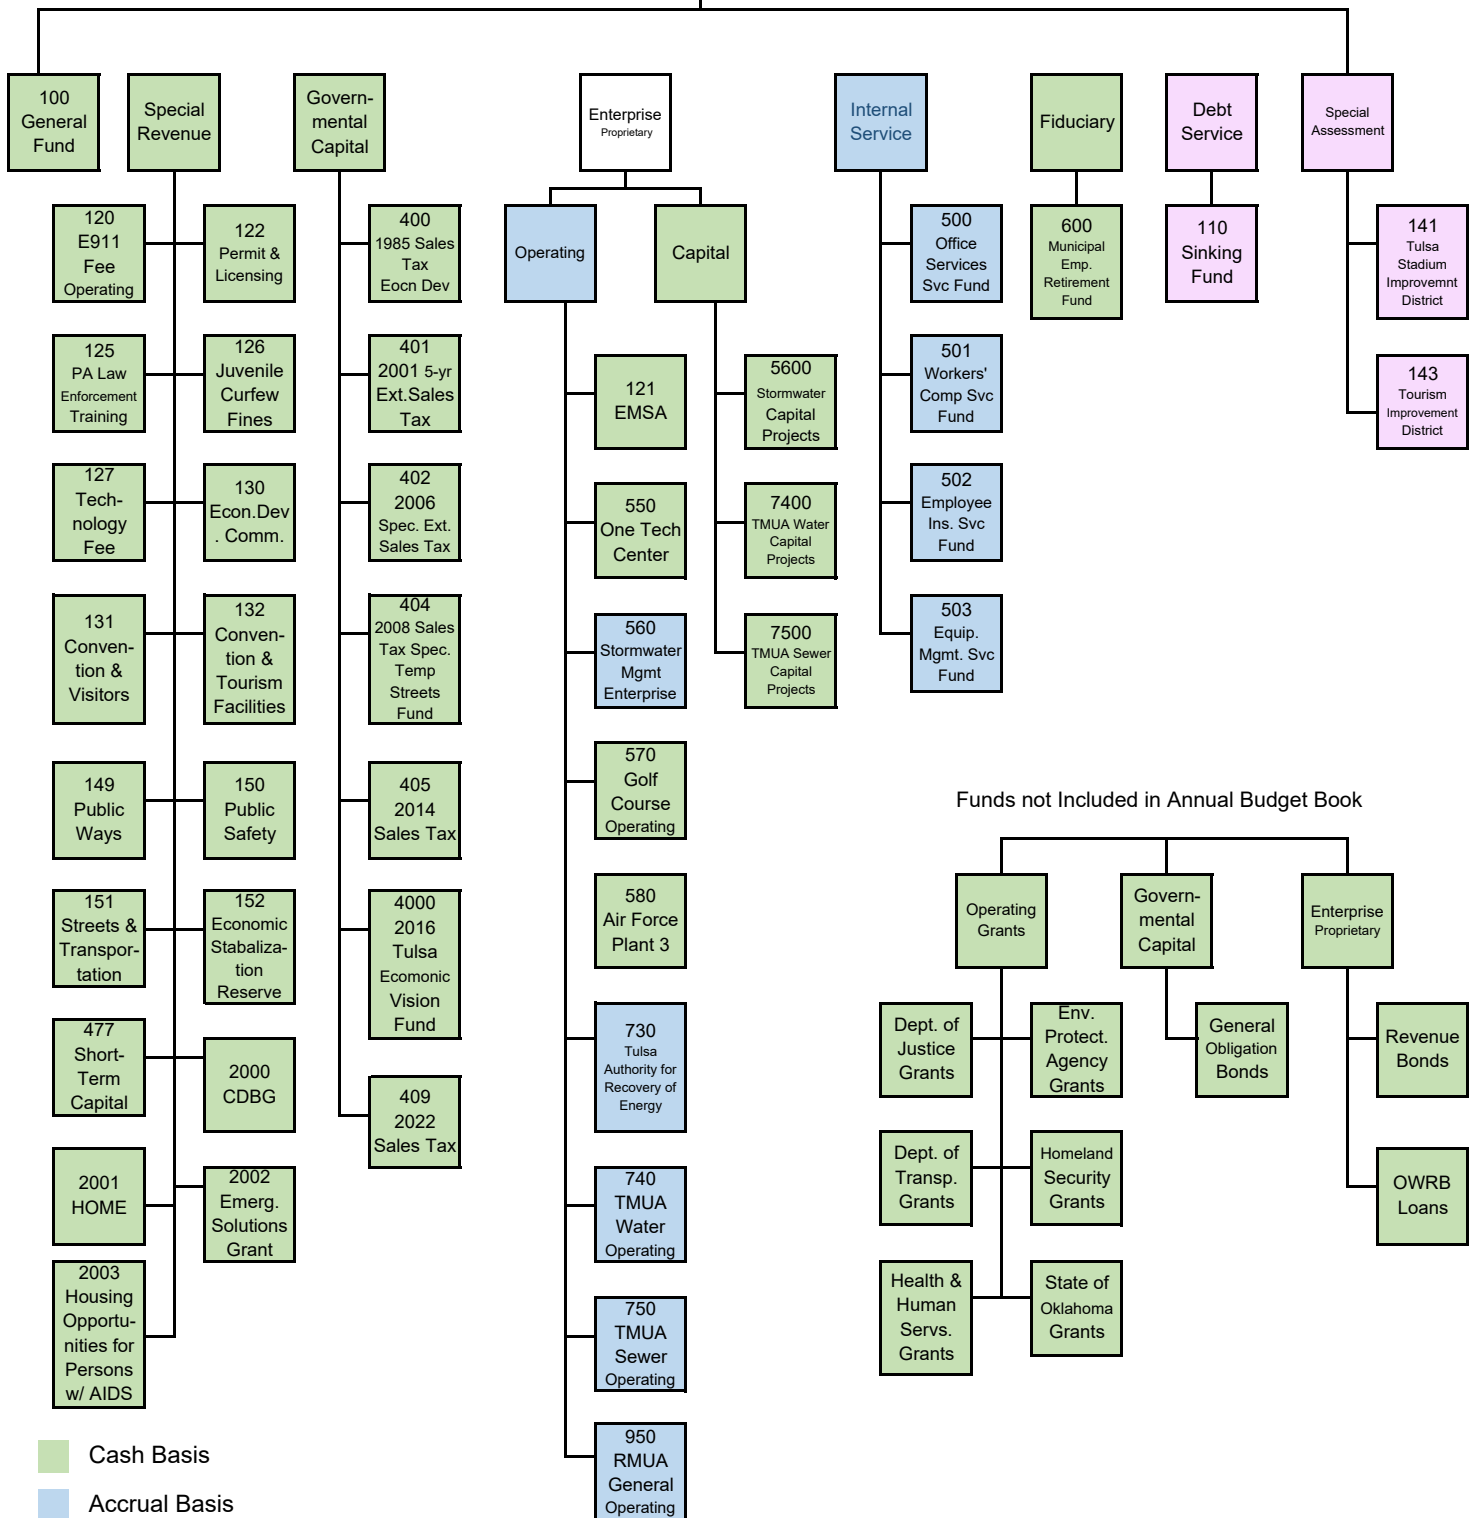 100
General
Fund
Special
Revenue
Govern-
mental
Capital
Enterprise
Proprietary
Internal
Service
Fiduciary
Debt
Service
Special
Assessment
120
E911
Fee
Operating
122
Permit &
Licensing
400
1985 Sales
Tax
Eocn Dev
Operating
Capital
500
Office
Services
Svc Fund
600
Municipal
Emp.
Retirement
Fund
110
Sinking
Fund
141
Tulsa
Stadium
Improvemnt
District
125
PA Law
Enforcement
Training
126
Juvenile
Curfew
Fines
401
2001 5-yr
Ext.Sales
Tax
121
EMSA
5600
Stormwater
Capital
Projects
501
Workers'
Comp Svc
Fund
143
Tourism
Improvement
District
127
Tech-
nology
Fee
130
Econ.Dev
. Comm.
402
2006
Spec. Ext.
Sales Tax
550
One Tech
Center
7400
TMUA Water
Capital
Projects
502
Employee
Ins. Svc
Fund
131
Conven-
tion &
Visitors
132
Conven-
tion &
Tourism
Facilities
404
2008 Sales
Tax Spec.
Temp
Streets
Fund
560
Stormwater
Mgmt
Enterprise
7500
TMUA Sewer
Capital
Projects
503
Equip.
Mgmt. Svc
Fund
149
Public
Ways
150
Public
Safety
405
2014
Sales Tax
570
Golf
Course
Operating
151
Streets &
Transpor-
tation
152
Economic
Stabaliza-
tion
Reserve
4000
2016
Tulsa
Ecomonic
Vision
Fund
580
Air Force
Plant 3
477
Short-
Term
Capital
2000
CDBG
409
2022
Sales Tax
730
Tulsa
Authority for
Recovery of
Energy
2001
HOME
2002
Emerg.
Solutions
Grant
740
TMUA
Water
Operating
2003
Housing
Opportu-
nities for
Persons
w/ AIDS
750
TMUA
Sewer
Operating
950
RMUA
General
Operating
Funds not Included in Annual Budget Book
Operating
Grants
Govern-
mental
Capital
Enterprise
Proprietary
Dept. of
Justice
Grants
Env.
Protect.
Agency
Grants
General
Obligation
Bonds
Revenue
Bonds
Dept. of
Transp.
Grants
Homeland
Security
Grants
OWRB
Loans
Health &
Human
Servs.
Grants
State of
Oklahoma
Grants
Cash Basis
Accrual Basis